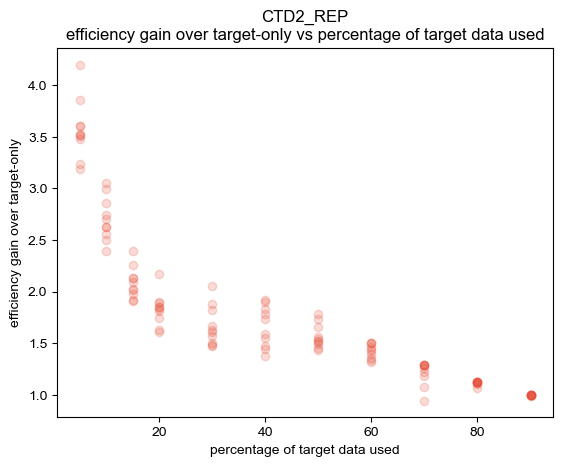 CTD2_REP
efficiency gain over target-only vs percentage of target data used
efficiency gain over target-only
4.0
3.5
3.0
2.5
2.0
1.5
1.0
20
40
60
80
percentage of target data used